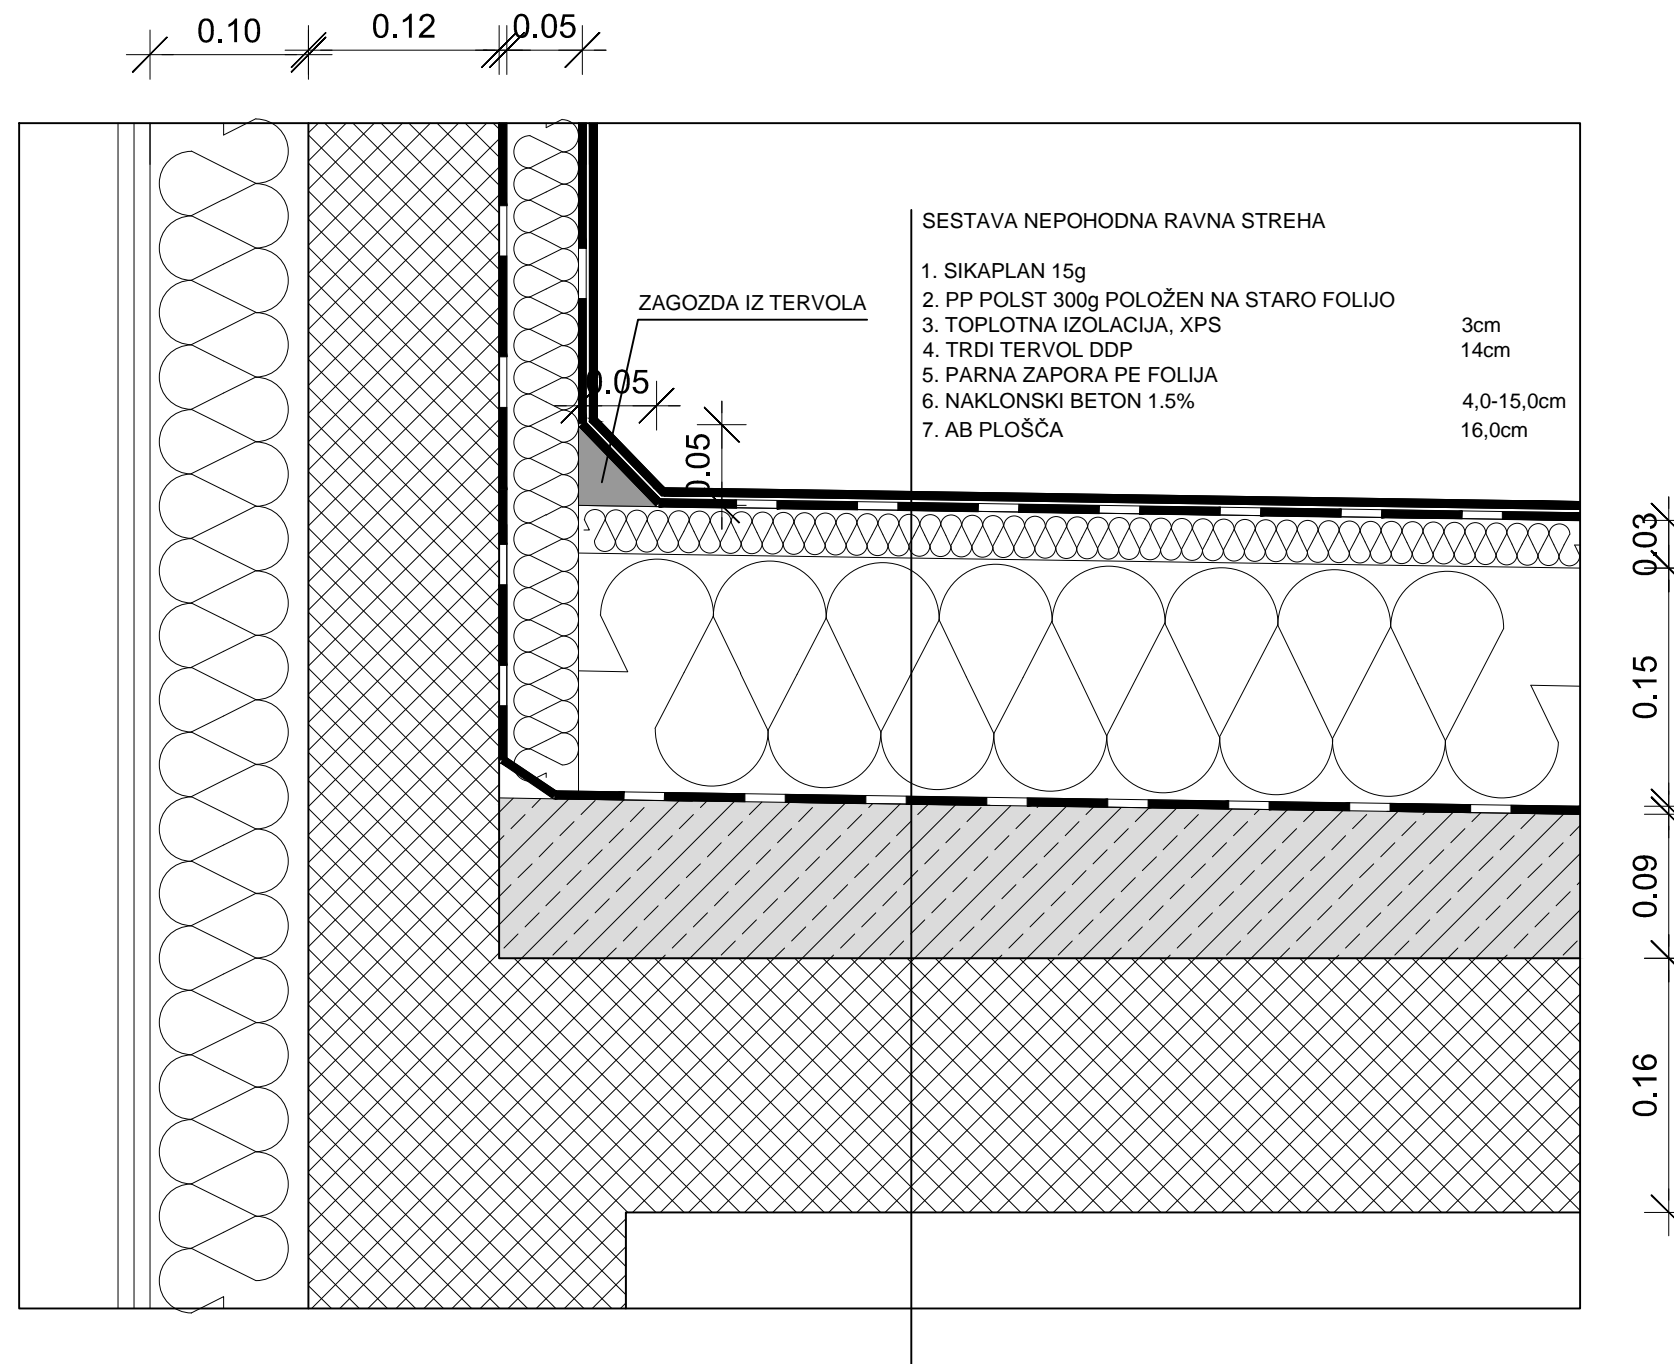 0.10 0.12 0.05
SESTAVA NEPOHODNA RAVNA STREHA
1. SIKAPLAN 15g
2. PP POLST 300g POLOŽEN NA STARO FOLIJO
3. TOPLOTNA IZOLACIJA, XPS 3cm
4. TRDI TERVOL DDP 14cm
5. PARNA ZAPORA PE FOLIJA
6. NAKLONSKI BETON 1.5% 4,0-15,0cm
7. AB PLOŠČA 16,0cm
ZAGOZDA IZ TERVOLA
0.05
0.05
0.03
0.15
0.09
0.16